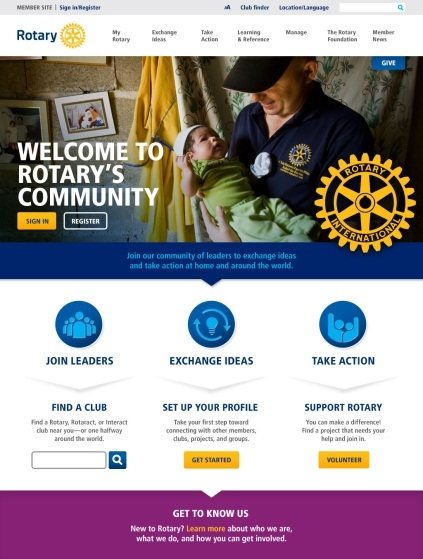 MEMBER SITE | Sign in/Register
AA Club finder Location/Language
Rotary
My Rotary
Exchange Ideas
Take Action
Learning & Reference
Manage
The Rotary Foundation
Member News
GIVE
WELCOME TO
ROTARY'S
COMMUNITY
SIGN IN REGISTER
ROTARY
INTERNATIONAL
Join our community of leaders to exchange ideas
and take action at home and around the world.
JOIN LEADERS
EXCHANGE IDEAS
TAKE ACTION
FIND A CLUB
Find a Rotary, Rotaract, or Interact
club near you—or one halfway
around the world.
SET UP YOUR PROFILE
Take your first step toward
connecting with other members,
clubs, projects, and groups.
GET STARTED
SUPPORT ROTARY
You can make a difference!
Find a project that needs your
help and join in.
VOLUNTEER
GET TO KNOW US
New to Rotary? Learn more about who we are,
what we do, and how you can get involved.